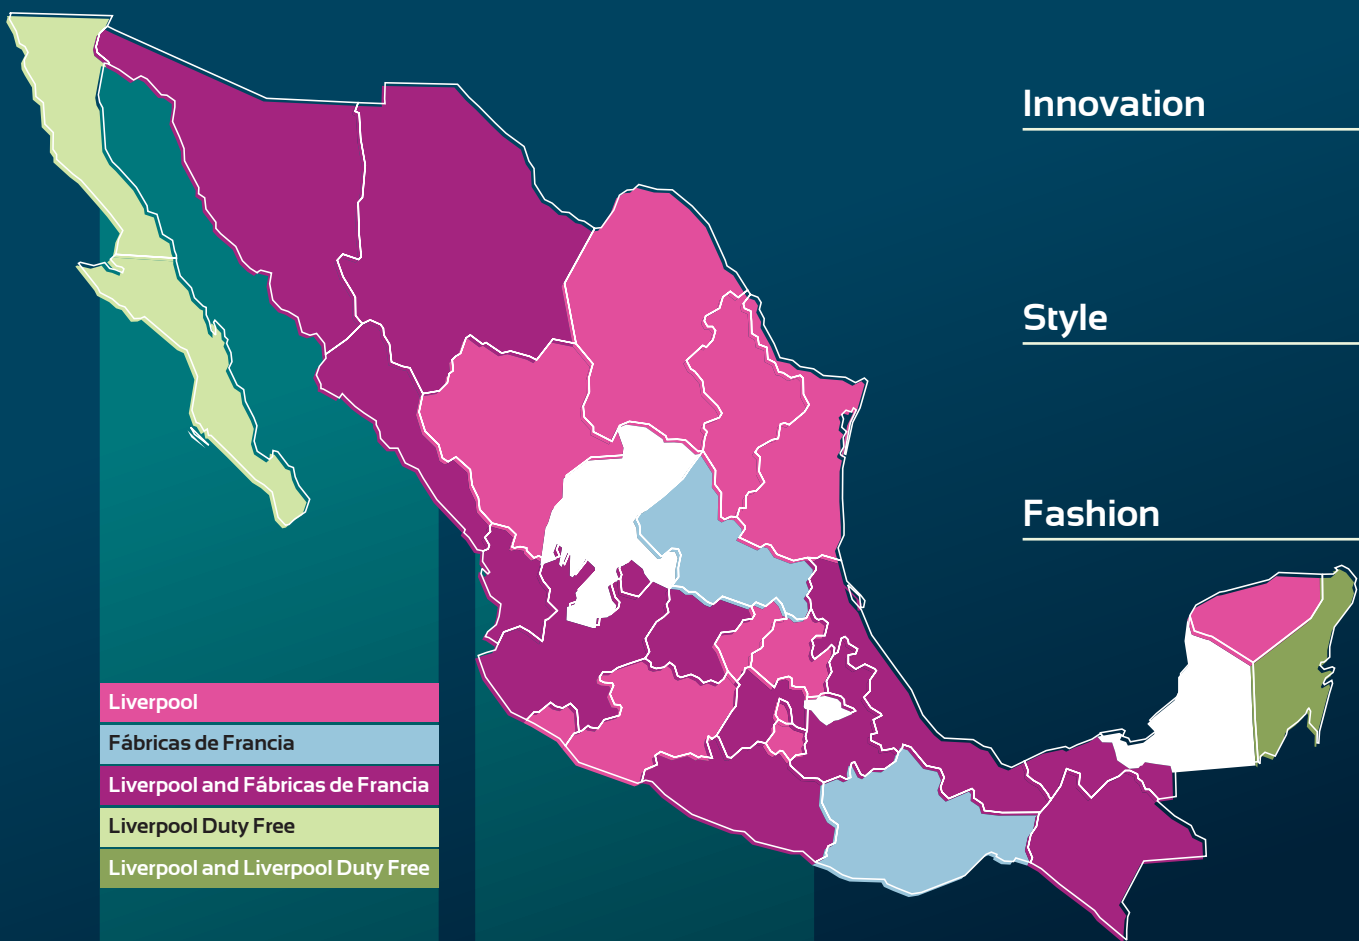 Innovation
Style
Fashion
Liverpool
Fábricas de Francia
Liverpool and Fábricas de Francia
Liverpool Duty Free
Liverpool and Liverpool Duty Free